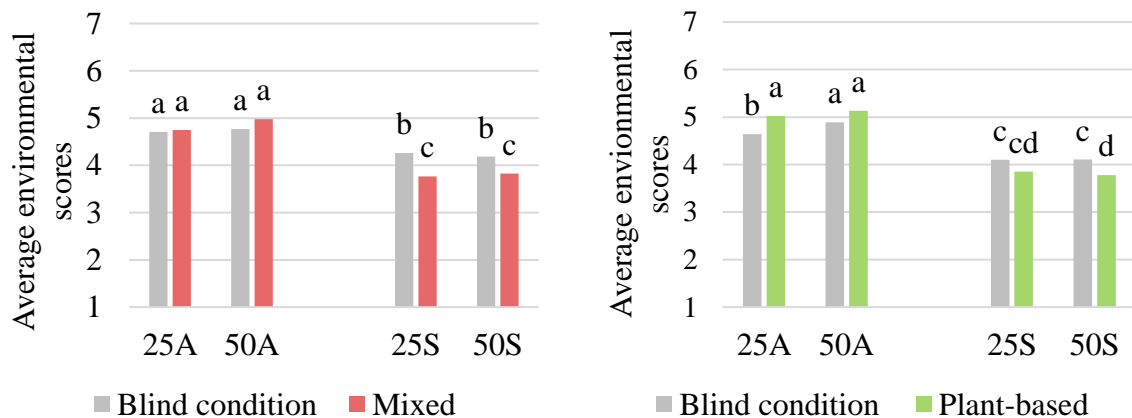 Average environmental
scores
7
6
5
4
3
2
1
a a
a a
b c
b c
25A 50A 25S 50S
Blind condition Mixed
Average envionmental
scores
7
6
5
4
3
2
1
b a
a a
c cd
c d
25A 50A 25S 50S
Blind condition Plant-based